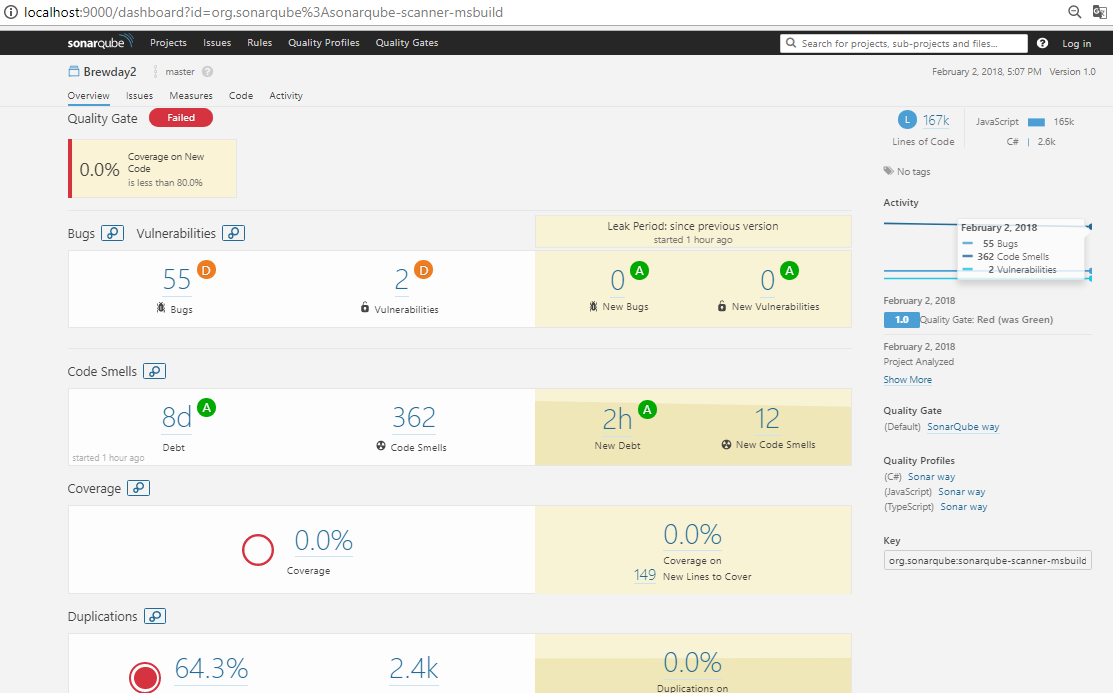 localhost:9000/dashboard?id=org.sonarqube%3Asonarqube-scanner-msbuild
sonarqube Projects Issues Rules Quality Profiles Quality Gates Search for projects, sub-projects and files... Log in
Brewday2 master
February 2, 2018, 5:07 PM Version 1.0
Overview Issues Measures Code Activity
Quality Gate Failed
0.0% Coverage on New
Code
is less than 80.0%
Bugs Vulnerabilities
Leak Period: since previous version
started 1 hour ago
55 D
Bugs
2 D
Vulnerabilities
0 A
New Bugs
0 A
New Vulnerabilities
Code Smells
8d A
Debt
362
Code Smells
started 1 hour ago
2h A
New Debt
12
New Code Smells
Coverage
0.0%
Coverage
0.0%
Coverage on
149 New Lines to Cover
Duplications
64.3%
2.4k
0.0%
Duplications on
L 167k
Lines of Code
JavaScript 165k
C# 2.6k
No tags
Activity
February 2, 2018
55 Bugs
362 Code Smells
2 Vulnerabilities
February 2, 2018
1.0 Quality Gate: Red (was Green)
February 2, 2018
Project Analyzed
Show More
Quality Gate
(Default) SonarQube way
Quality Profiles
(C#) Sonar way
(JavaScript) Sonar way
(TypeScript) Sonar way
Key
org.sonarqube:sonarqube-scanner-msbuild